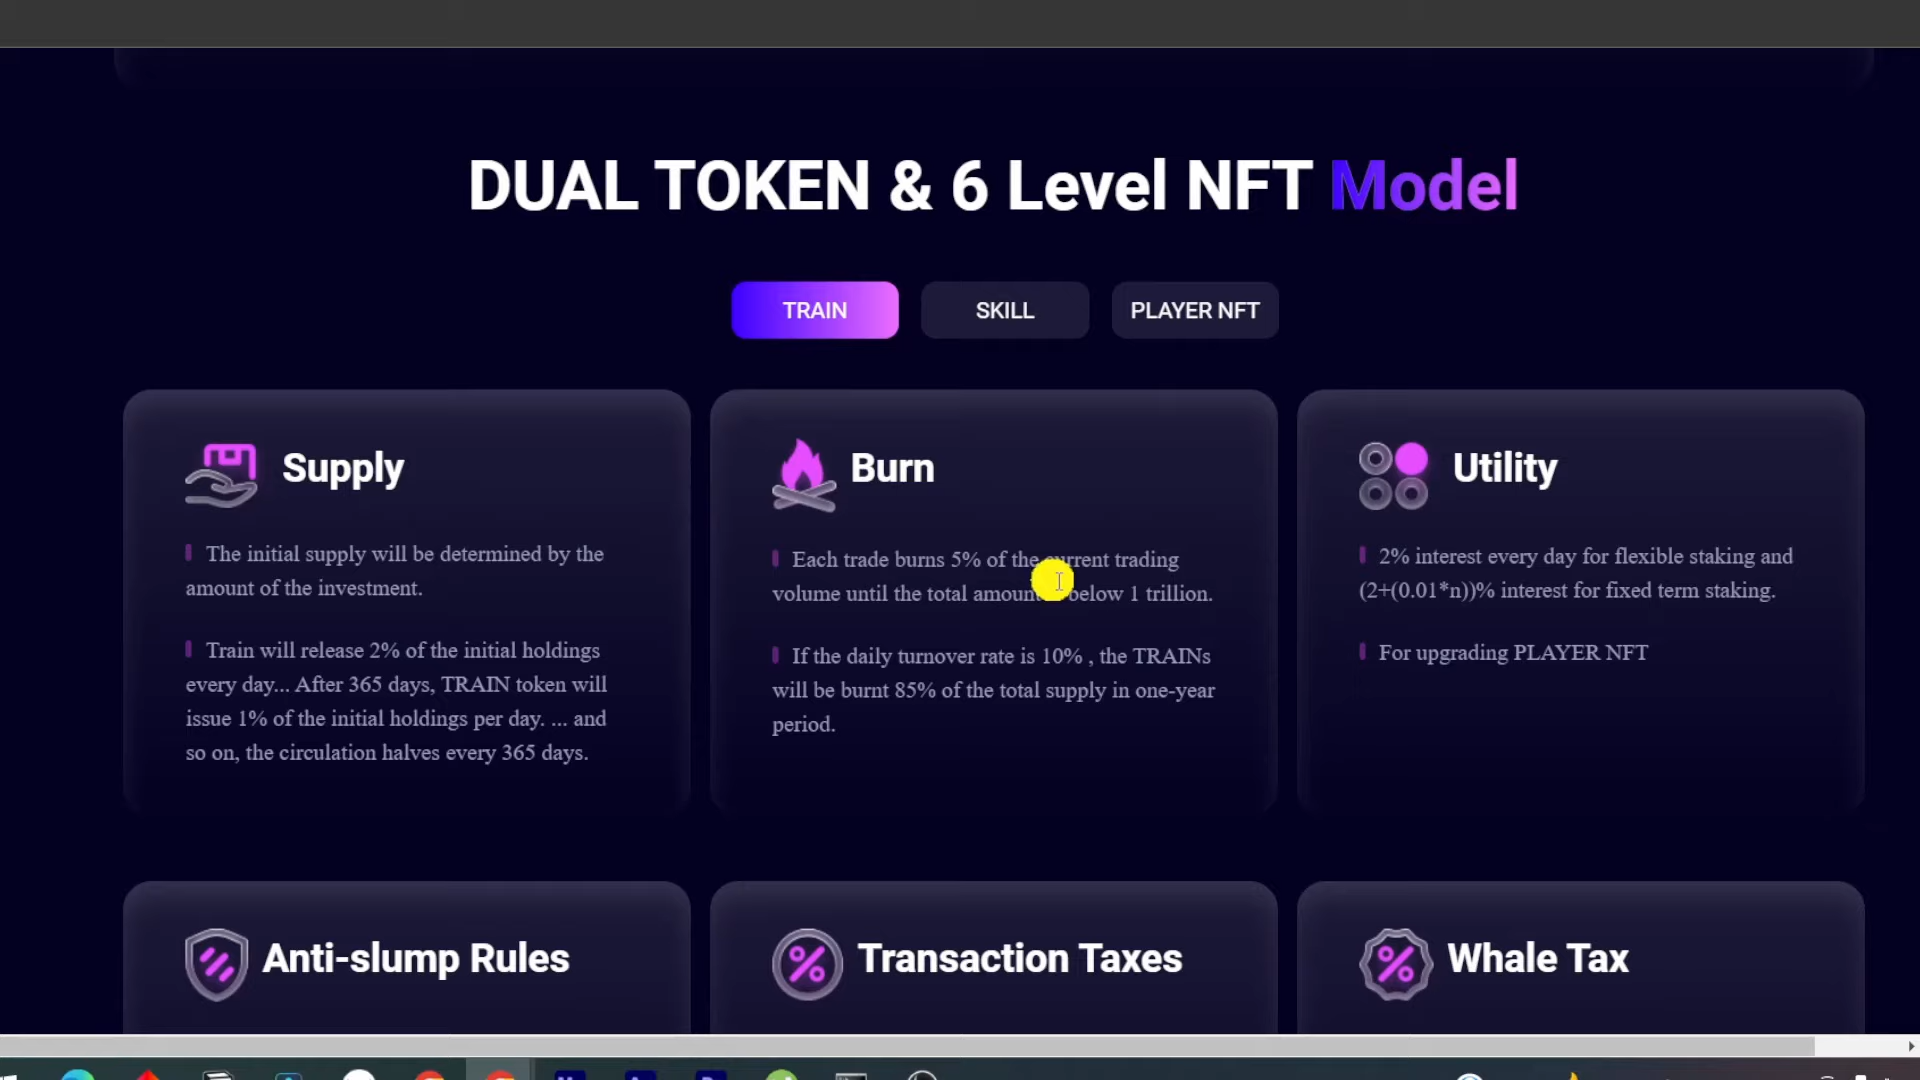 DUAL TOKEN & 6 Level NFT Model
TRAIN
SKILL
PLAYER NFT
Supply
The initial supply will be determined by the
amount of the investment.
Train will release 2% of the initial holdings
every day... After 365 days, TRAIN token will
issue 1% of the initial holdings per day. ... and
so on, the circulation halves every 365 days.
Burn
Each trade burns 5% of the current trading
volume until the total amount below 1 trillion.
If the daily turnover rate is 10% , the TRAINs
will be burnt 85% of the total supply in one-year
period.
Utility
2% interest every day for flexible staking and
(2+(0.01*n))% interest for fixed term staking.
For upgrading PLAYER NFT
Anti-slump Rules
Transaction Taxes
Whale Tax